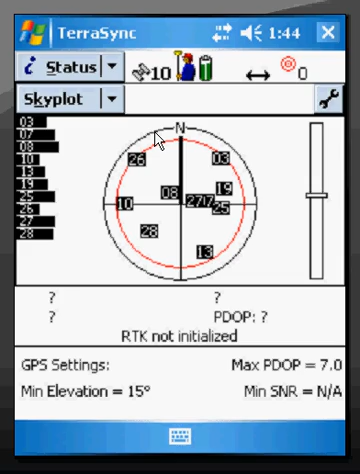 TerraSync 1:44
Status 10 0
Skyplot
N
03
07
08
10
13
19
25
26
27
28
26 03
08 19
10 27 25
28
13
? ?
? PDOP: ?
RTK not initialized
GPS Settings: Max PDOP = 7.0
Min Elevation = 15° Min SNR = N/A